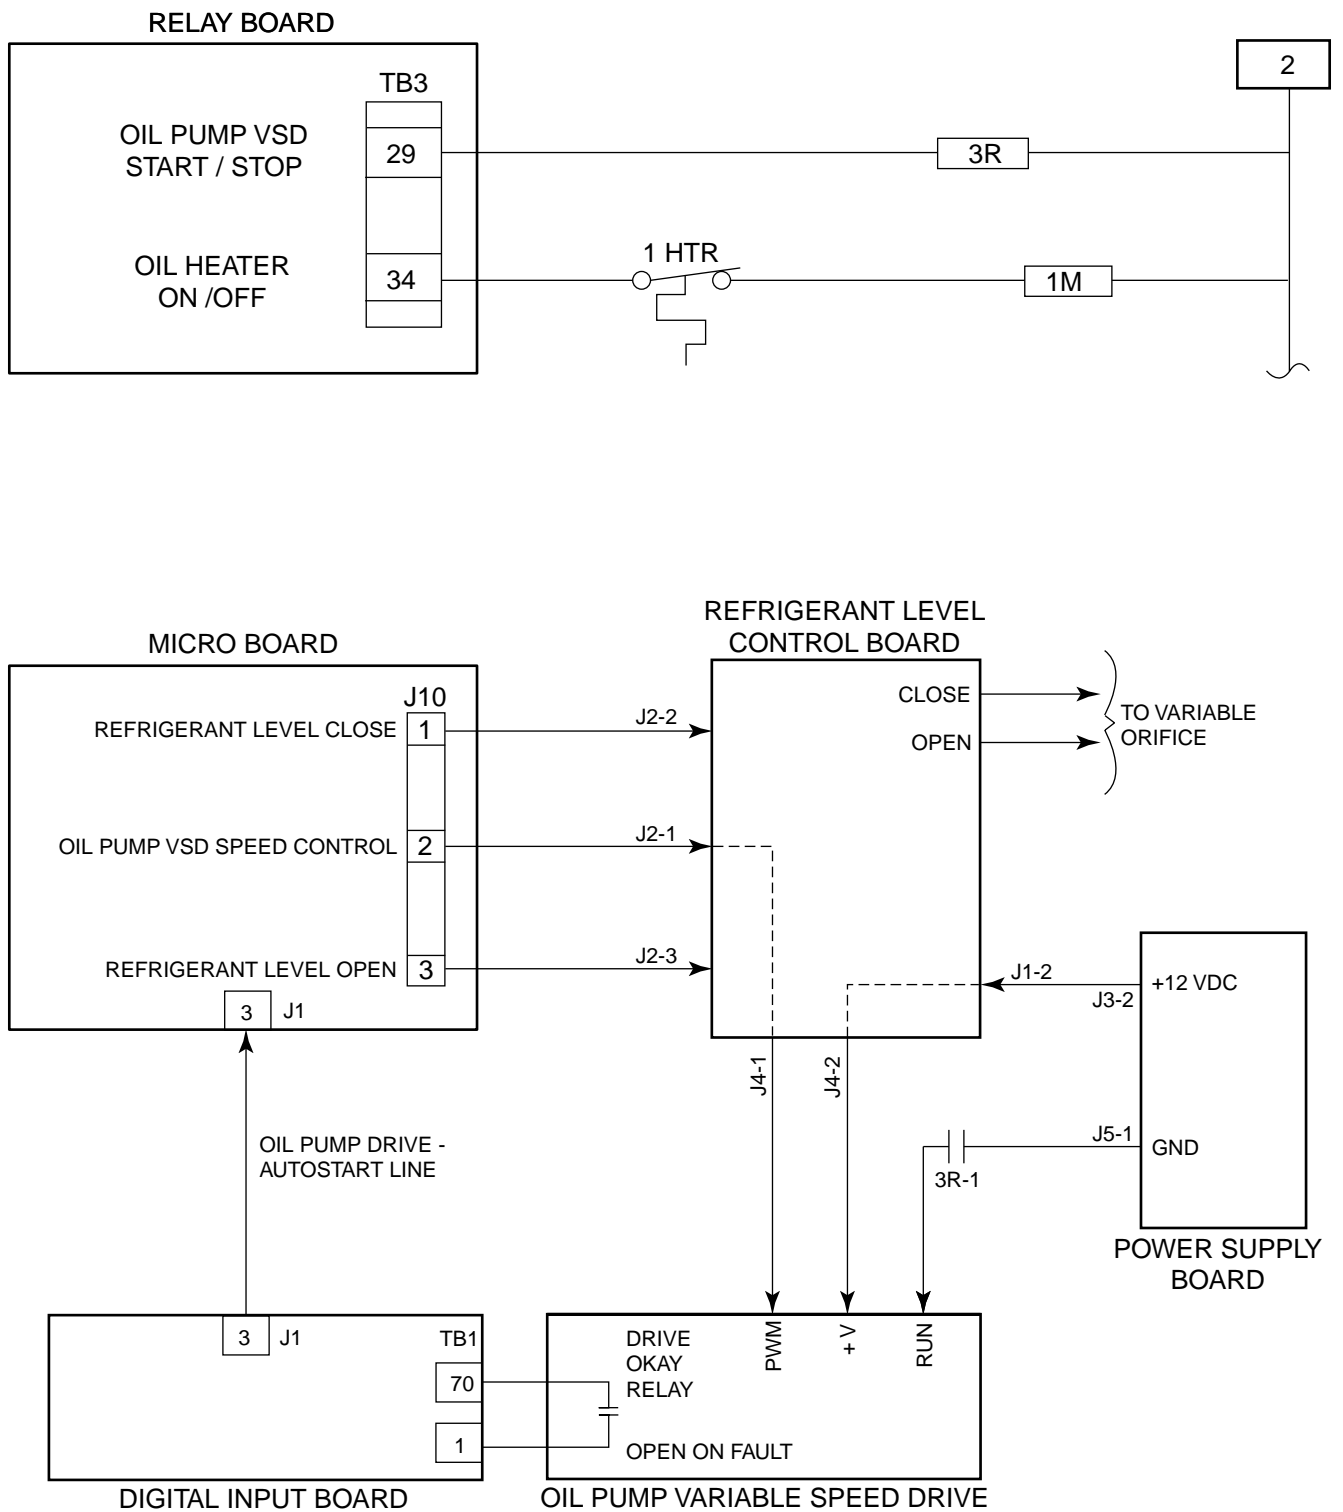 RELAY BOARD
2
TB3
OIL PUMP VSD
START / STOP
29
3R
OIL HEATER
ON /OFF
34
1 HTR
1M
REFRIGERANT LEVEL
CONTROL BOARD
MICRO BOARD
J10
REFRIGERANT LEVEL CLOSE
1
J2-2
CLOSE
OPEN
TO VARIABLE
ORIFICE
OIL PUMP VSD SPEED CONTROL
2
J2-1
REFRIGERANT LEVEL OPEN
3
J2-3
3
J1
J1-2
J3-2
+12 VDC
J4-1
J4-2
OIL PUMP DRIVE -
AUTOSTART LINE
J5-1
GND
3R-1
POWER SUPPLY
BOARD
3
J1
TB1
70
1
DRIVE
OKAY
RELAY
OPEN ON FAULT
PWM
+ V
RUN
DIGITAL INPUT BOARD
OIL PUMP VARIABLE SPEED DRIVE